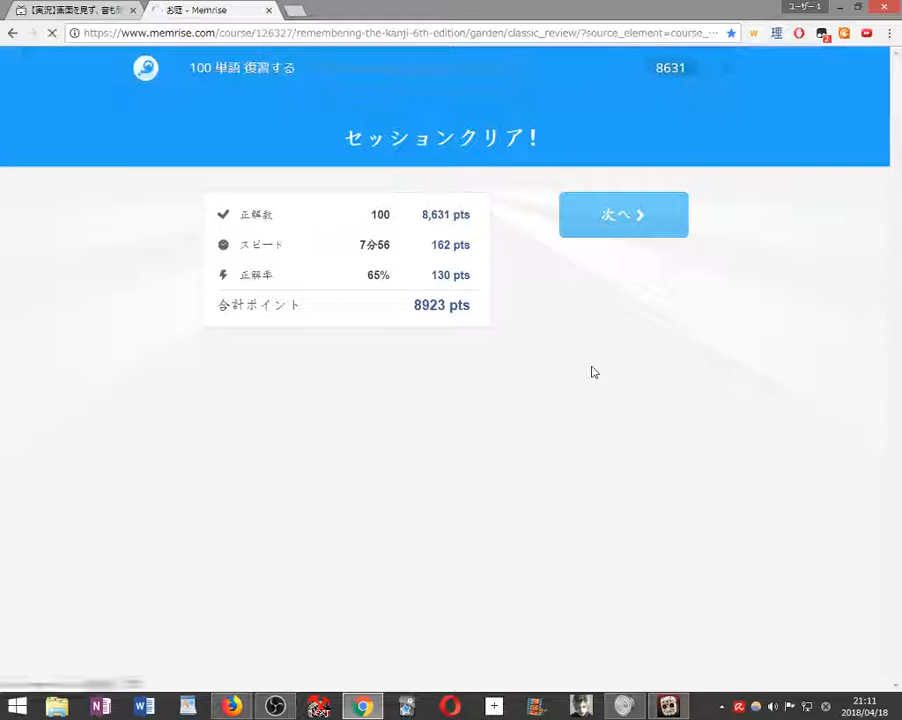 【実況】画面を見ず、音も
お庭 - Memrise
ユーザー 1
https://www.memrise.com/course/126327/remembering-the-kanji-6th-edition/garden/classic_review/?source_element=course_…
100 単語 復習する
8631
セッションクリア!
正解数 100 8,631 pts
次へ
スピード 7分56 162 pts
正解率 65% 130 pts
合計ポイント 8923 pts
21:11
2018/04/18